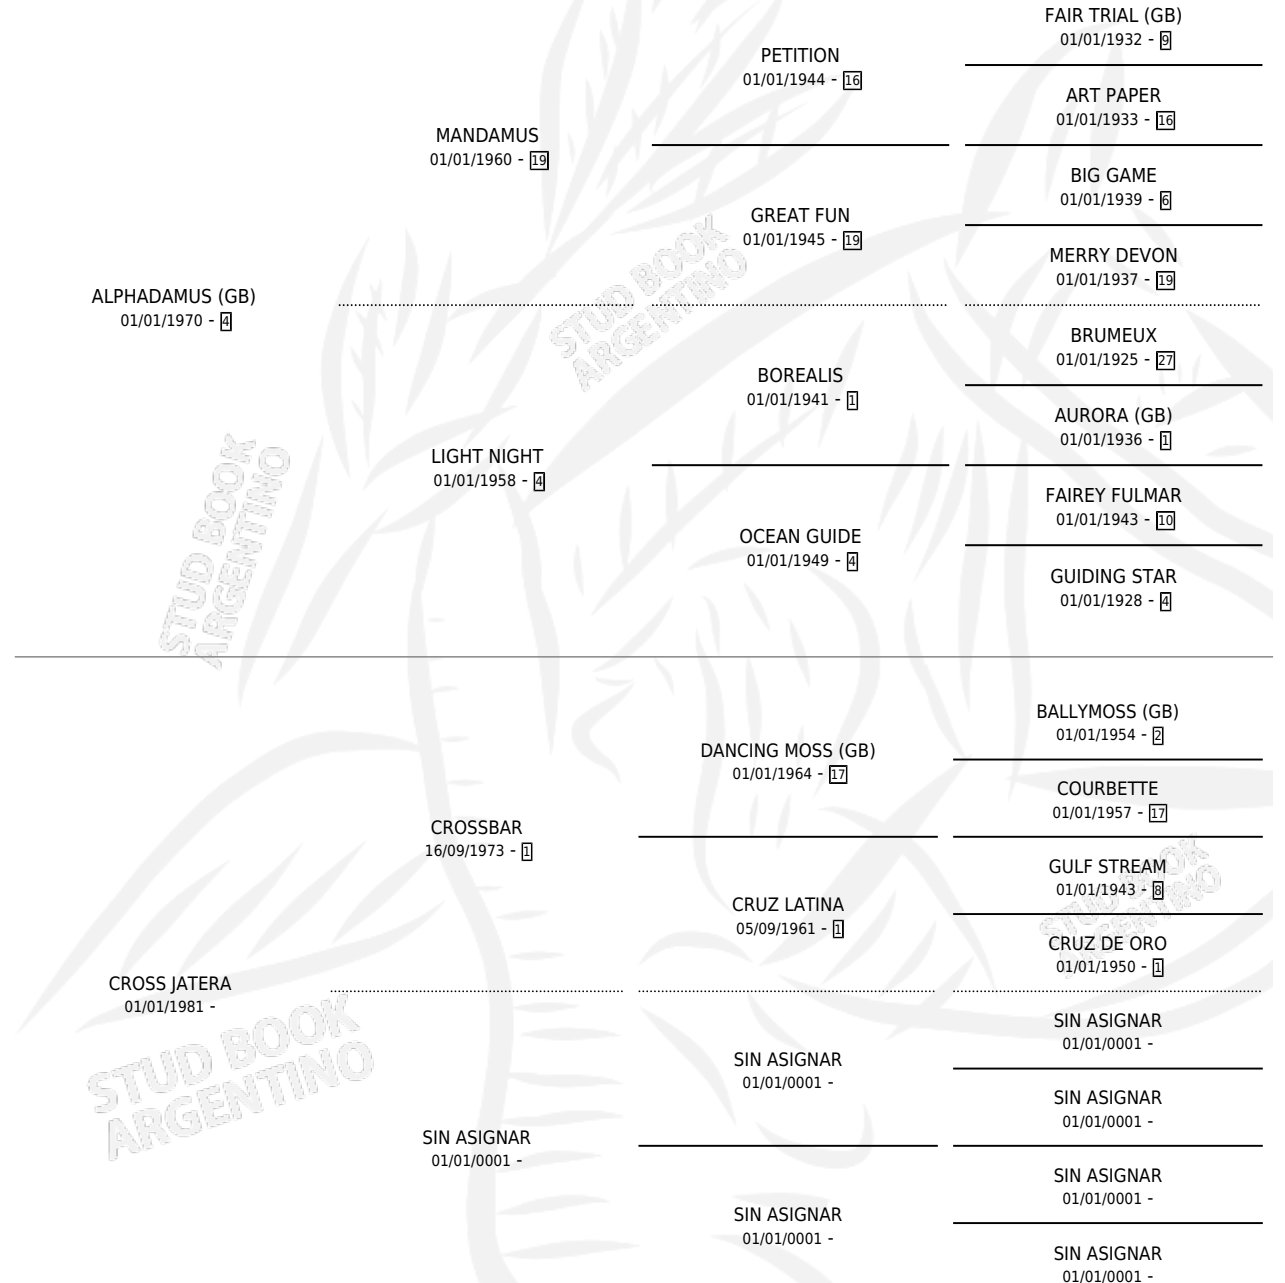 FAIR TRIAL (GB)
01/01/1932 - 9
PETITION
01/01/1944 - 16
ART PAPER
01/01/1933 - 16
MANDAMUS
01/01/1960 - 19
BIG GAME
01/01/1939 - 6
GREAT FUN
01/01/1945 - 19
MERRY DEVON
01/01/1937 - 19
ALPHADAMUS (GB)
01/01/1970 - 4
BRUMEUX
01/01/1925 - 27
BOREALIS
01/01/1941 - 1
AURORA (GB)
01/01/1936 - 1
LIGHT NIGHT
01/01/1958 - 4
FAIREY FULMAR
01/01/1943 - 10
OCEAN GUIDE
01/01/1949 - 4
GUIDING STAR
01/01/1928 - 4
BALLYMOSS (GB)
01/01/1954 - 2
DANCING MOSS (GB)
01/01/1964 - 17
COURBETTE
01/01/1957 - 17
CROSSBAR
16/09/1973 - 1
GULF STREAM
01/01/1943 - 8
CRUZ LATINA
05/09/1961 - 1
CRUZ DE ORO
01/01/1950 - 1
CROSS JATERA
01/01/1981 -
SIN ASIGNAR
01/01/0001 -
SIN ASIGNAR
01/01/0001 -
SIN ASIGNAR
01/01/0001 -
SIN ASIGNAR
01/01/0001 -
SIN ASIGNAR
01/01/0001 -
SIN ASIGNAR
01/01/0001 -
SIN ASIGNAR
01/01/0001 -
STUD BOOK
ARGENTINO
STUD BOOK
ARGENTINO
STUD BOOK
ARGENTINO
STUD BOOK
ARGENTINO